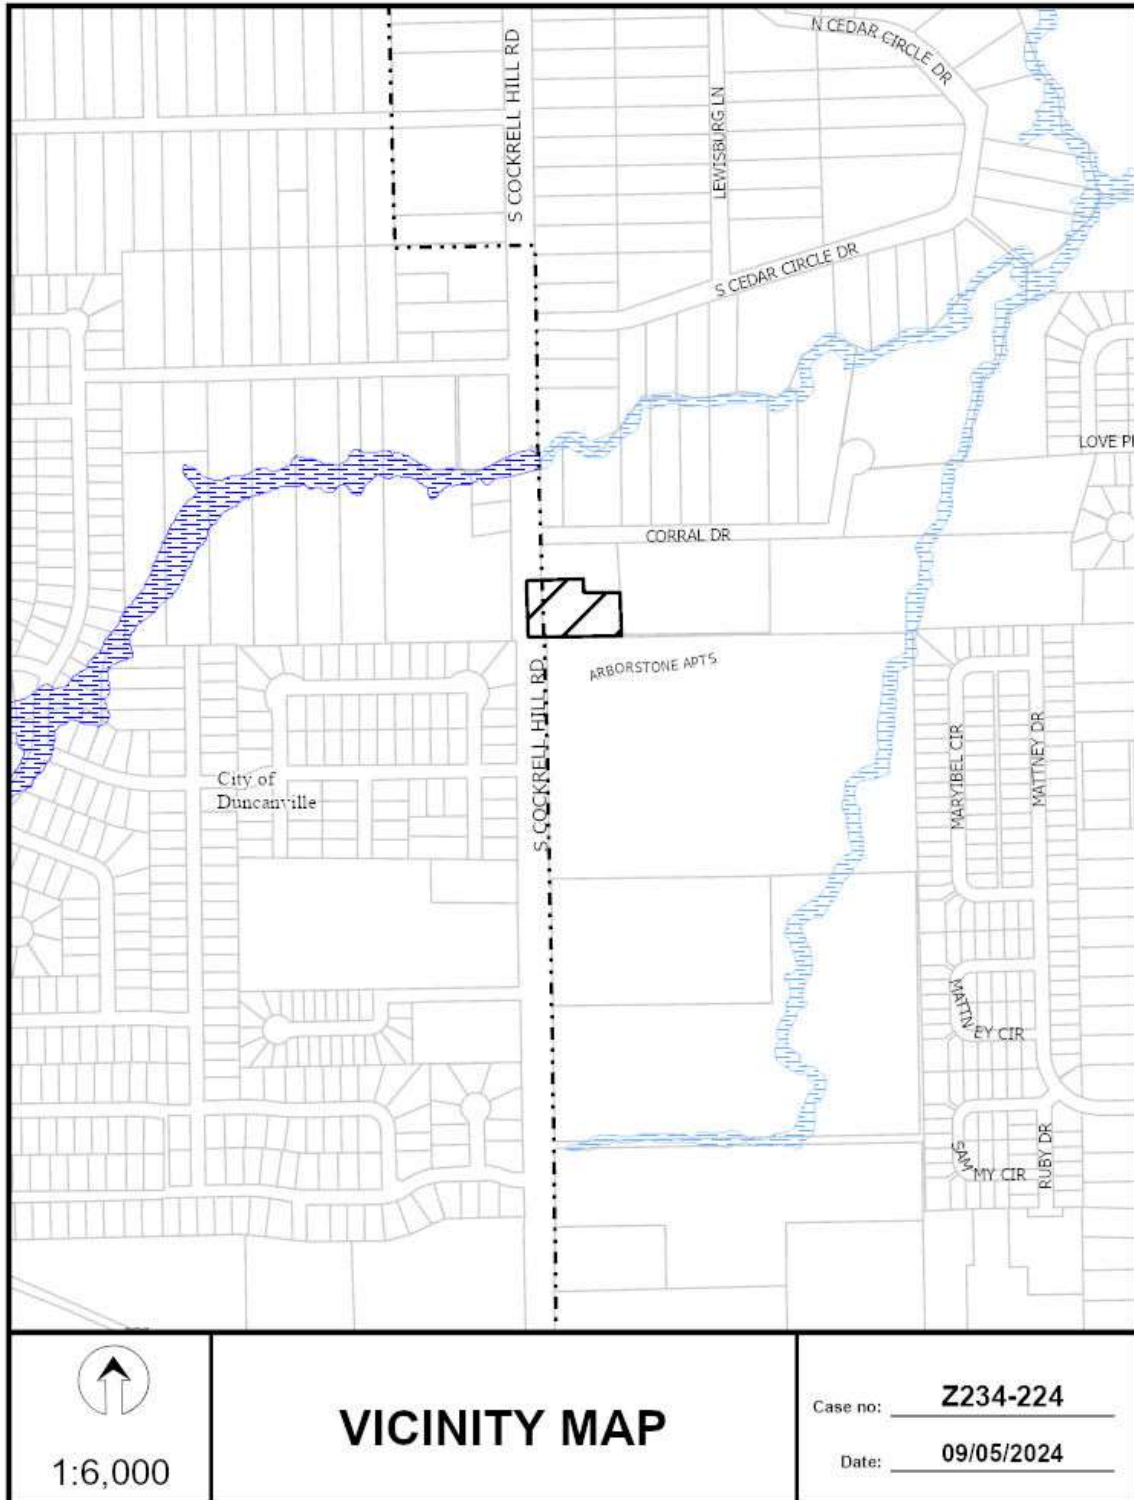 N CEDAR CIRCLE DR
S COCKRELL HILL RD
LEWISBURG LN
S CEDAR CIRCLE DR
LOVE
CORRAL DR
ARBORSTONE APTS
S COCKRELL HILL RD
MARYIBEL CIR
MATTNEY DR
City of
Duncanville
MATTNEY CIR
SAMMY CIR
RUBY DR
1:6,000
VICINITY MAP
Case no: Z234-224
Date: 09/05/2024